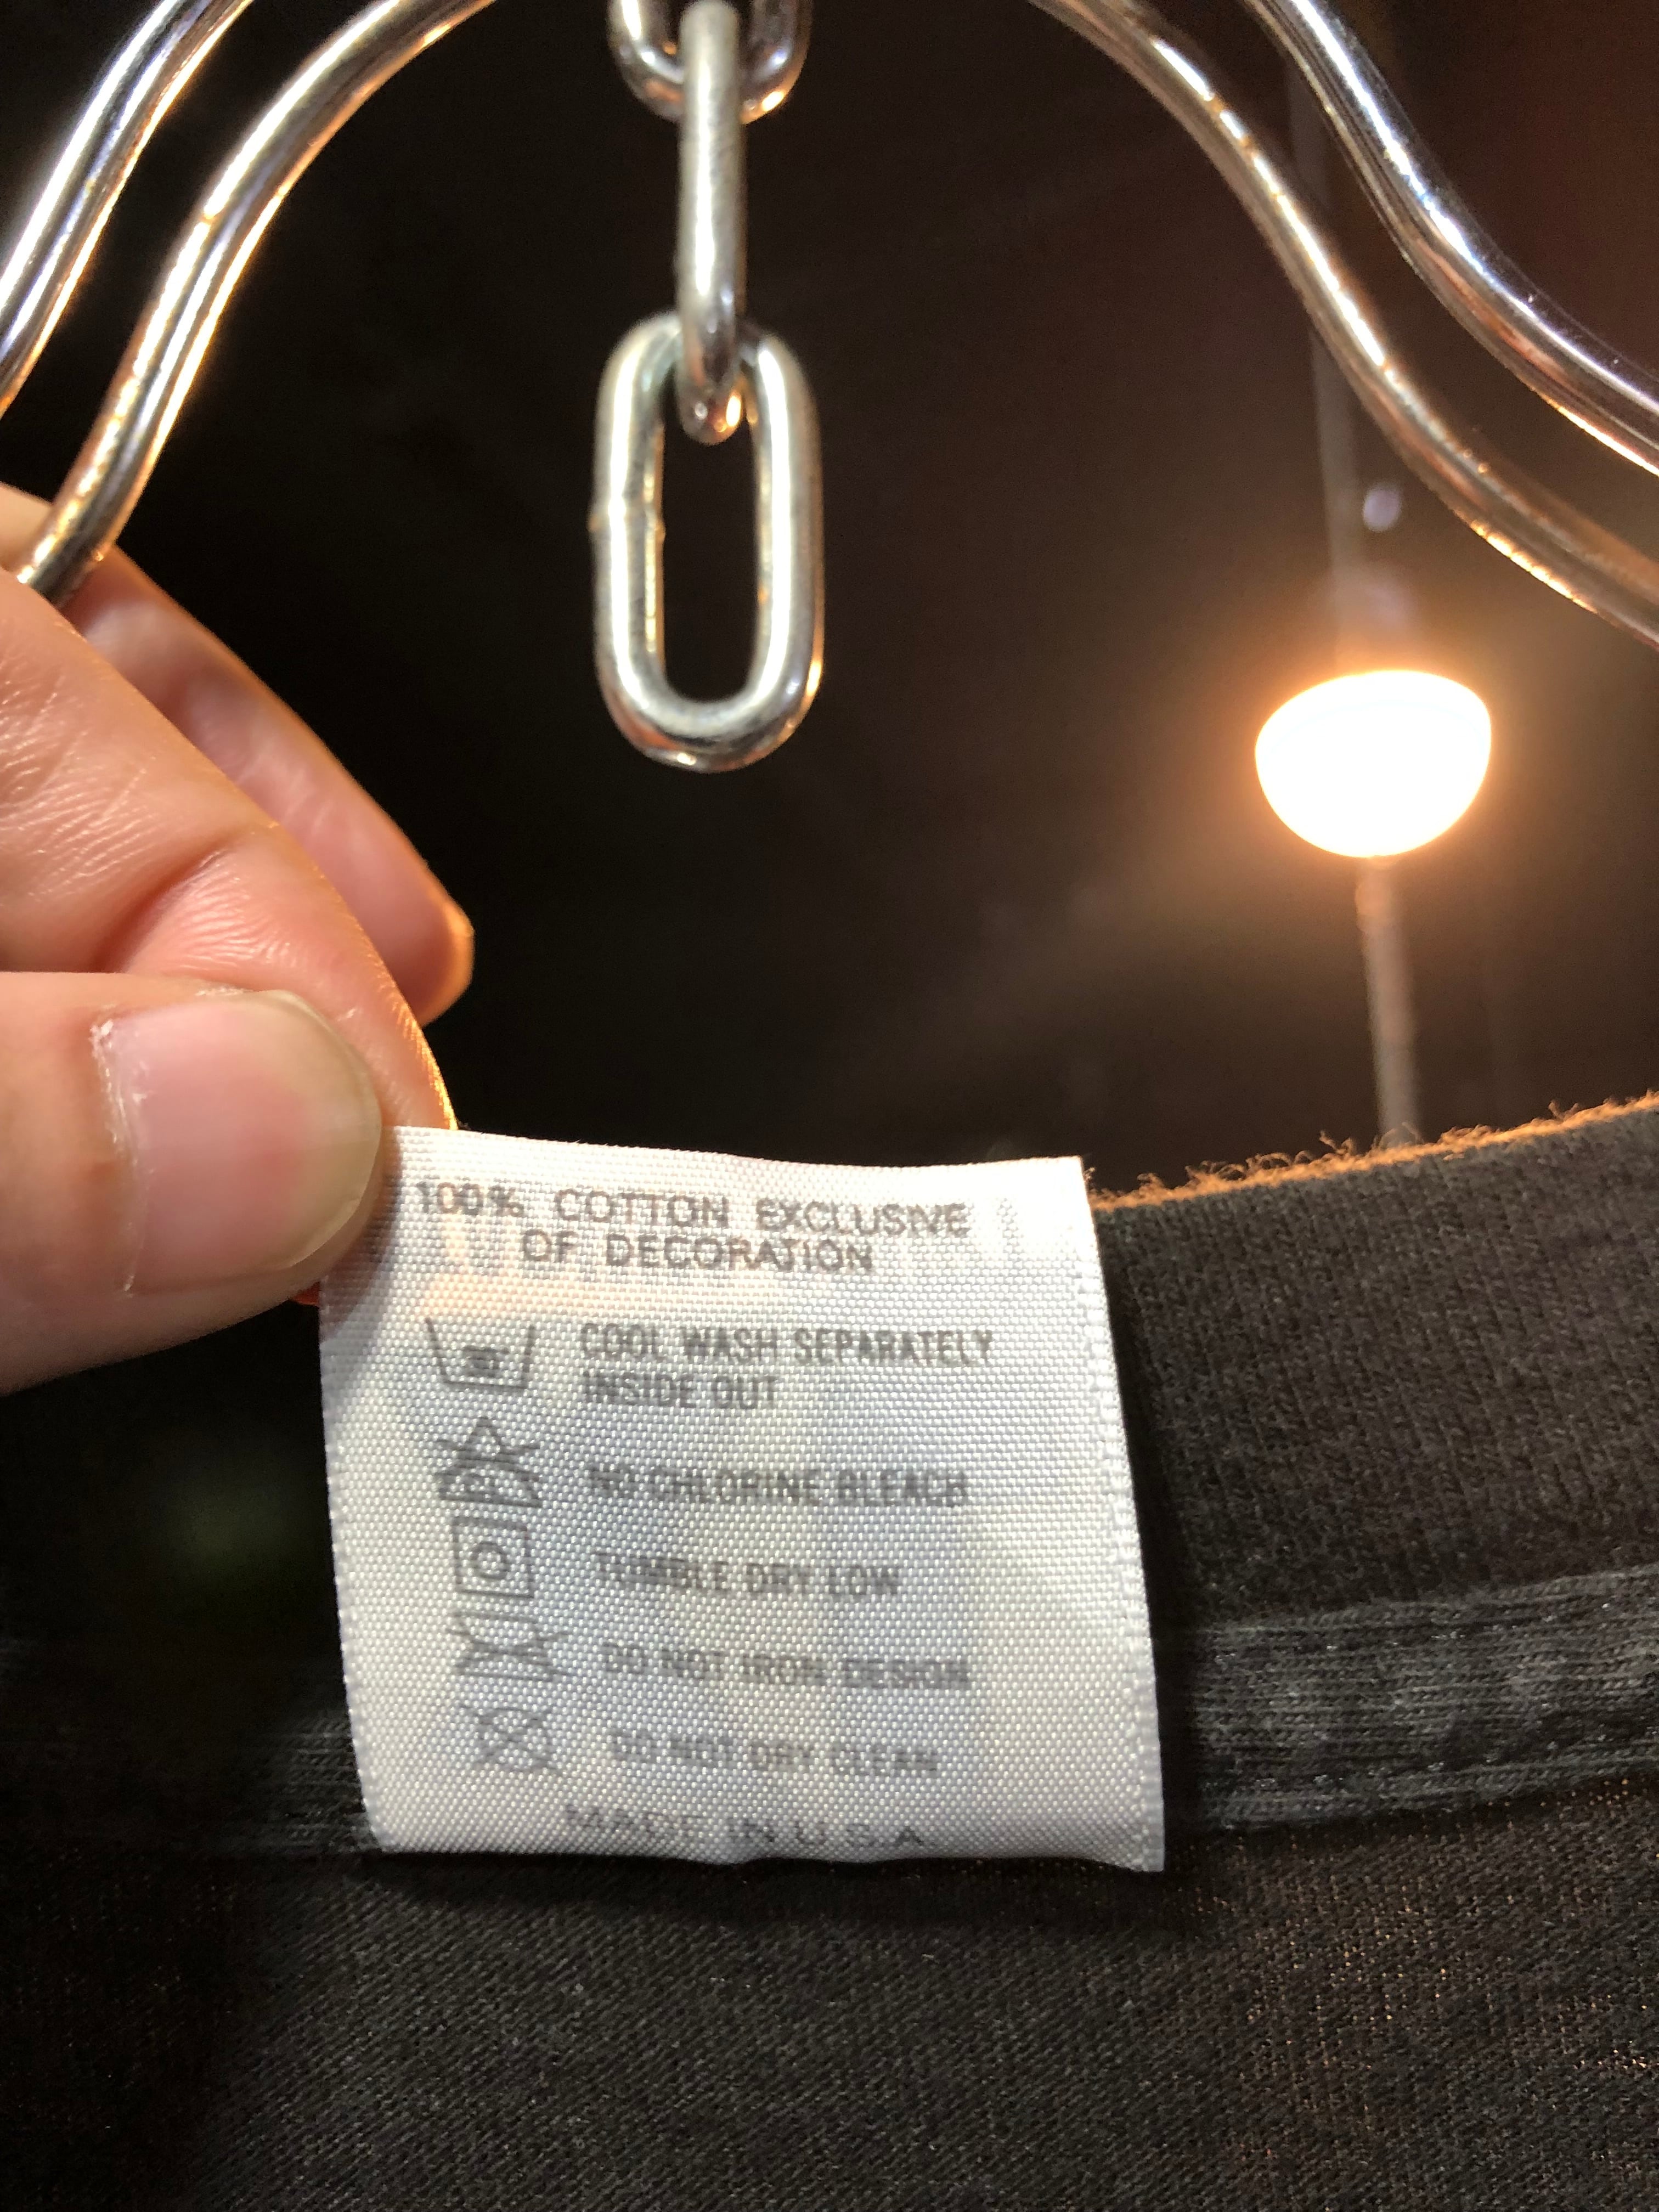 100% COTTON EXCLUSIVE
OF DECORATION
COOL WASH SEPARATELY
INSIDE OUT
NO CHLORINE BLEACH
TUMBLE DRY LOW
DO NOT IRON DESIGN
DO NOT DRY CLEAN
MADE IN U.S.A